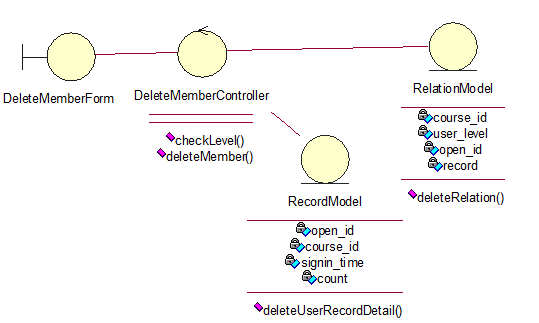 DeleteMemberForm
DeleteMemberController
checkLevel()
deleteMember()
RelationModel
course_id
user_level
open_id
record
deleteRelation()
RecordModel
open_id
course_id
signin_time
count
deleteUserRecordDetail()